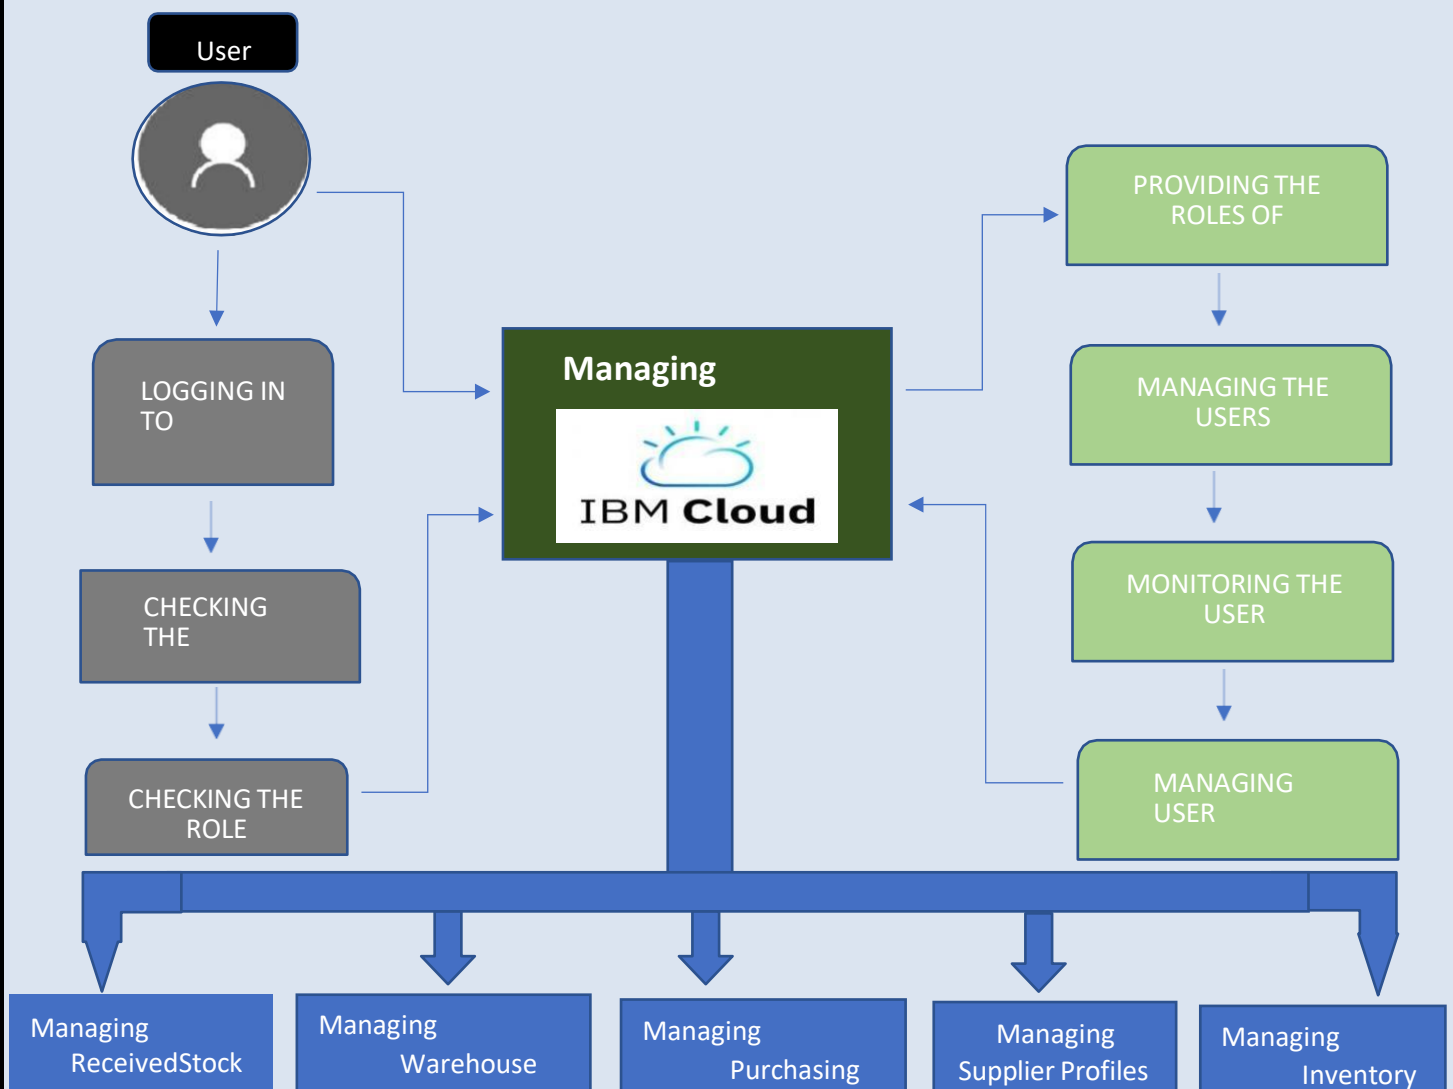 User
LOGGING IN
TO
CHECKING
THE
CHECKING THE
ROLE
Managing
IBM Cloud
PROVIDING THE
ROLES OF
MANAGING THE
USERS
MONITORING THE
USER
MANAGING
USER
Managing
ReceivedStock
Managing
Warehouse
Managing
Purchasing
Managing
Supplier Profiles
Managing
Inventory